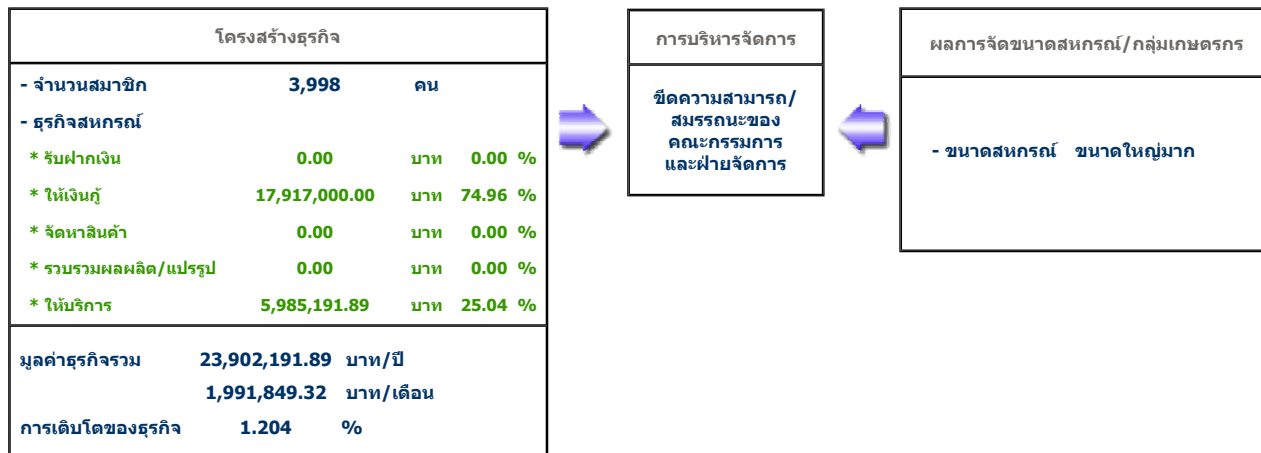 โครงสร้างธุรกิจ
- จำนวนสมาชิก 3,998 คน
- ธุรกิจสหกรณ์
* รับฝากเงิน 0.00 บาท 0.00 %
* ให้เงินกู้ 17,917,000.00 บาท 74.96 %
* จัดหาสินค้า 0.00 บาท 0.00 %
* รวบรวมผลผลิต/แปรรูป 0.00 บาท 0.00 %
* ให้บริการ 5,985,191.89 บาท 25.04 %
มูลค่าธุรกิจรวม 23,902,191.89 บาท/ปี
1,991,849.32 บาท/เดือน
การเติบโตของธุรกิจ 1.204 %
การบริหารจัดการ
ขีดความสามารถ/
สมรรถนะของ
คณะกรรมการ
และฝ่ายจัดการ
ผลการจัดขนาดสหกรณ์/กลุ่มเกษตรกร
- ขนาดสหกรณ์ ขนาดใหญ่มาก